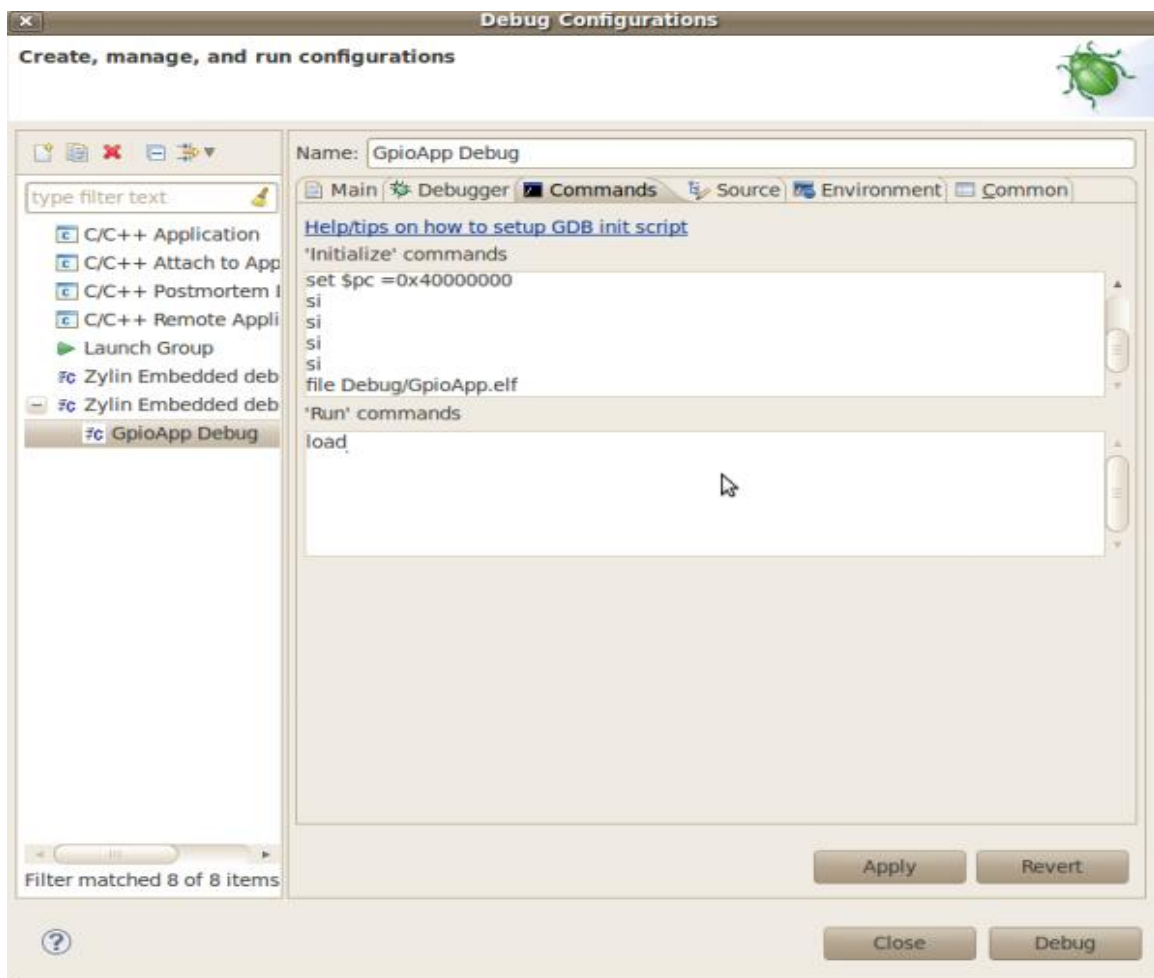 Debug Configurations
Create, manage, and run configurations
type filter text
C/C++ Application
C/C++ Attach to App
C/C++ Postmortem
C/C++ Remote Appli
Launch Group
Zylin Embedded deb
Zylin Embedded deb
GpioApp Debug
Filter matched 8 of 8 items
Name: GpioApp Debug
Main Debugger Commands Source Environment Common
Help/tips on how to setup GDB init script
'Initialize' commands
set $pc =0x40000000
si
si
si
si
file Debug/GpioApp.elf
'Run' commands
load
Apply Revert
Close Debug